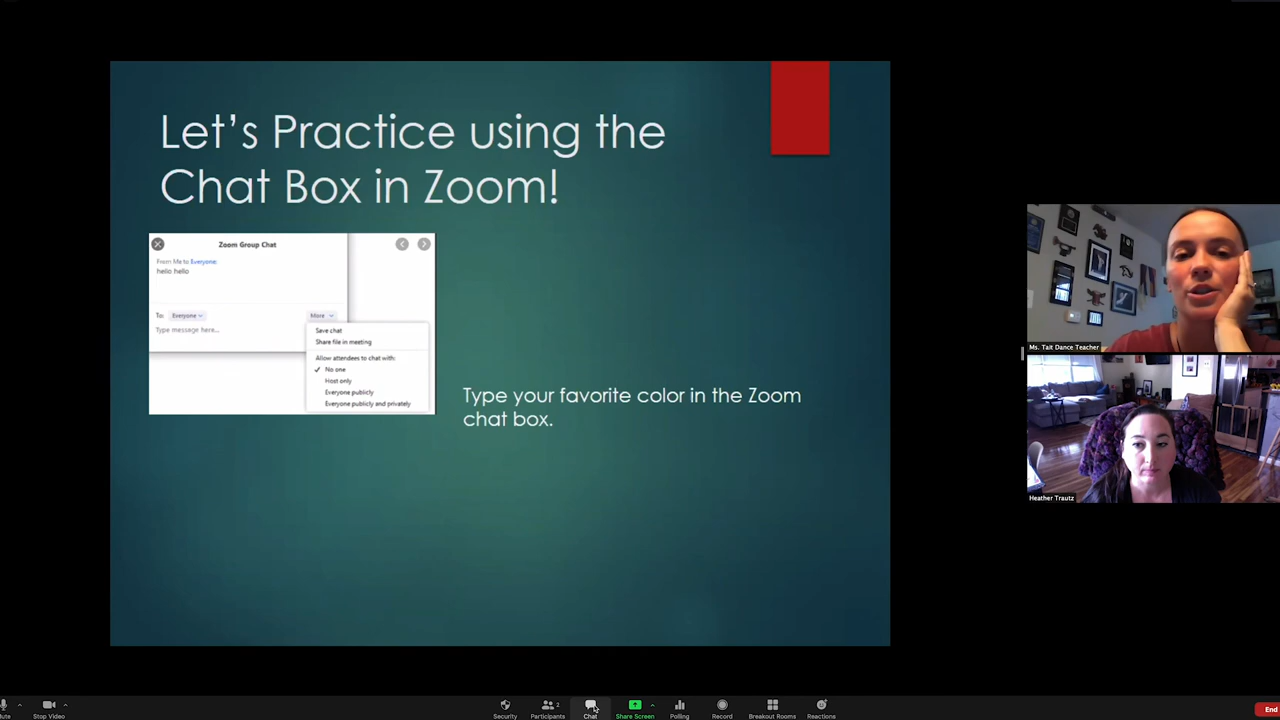 Let's Practice using the
Chat Box in Zoom!
Zoom Group Chat
From Me to Everyone:
hello hello
To: Everyone
More
Type message here...
Save chat
Share file in meeting
Allow attendees to chat with:
No one
Host only
Everyone publicly
Everyone publicly and privately
Type your favorite color in the Zoom
chat box.
Ms. Tait Dance Teacher
Heather Trautz
Mute
Stop Video
Security
Participants
2
Chat
Share Screen
Polling
Record
Breakout Rooms
Reactions
End